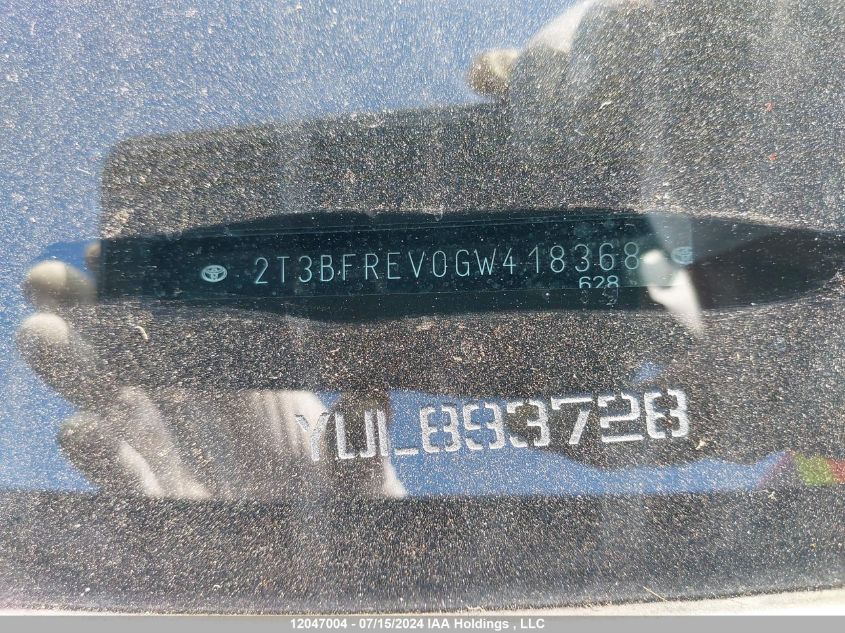 2T3BFREV0GW418368
628
YUL893728
12047004 - 07/15/2024 IAA Holdings , LLC